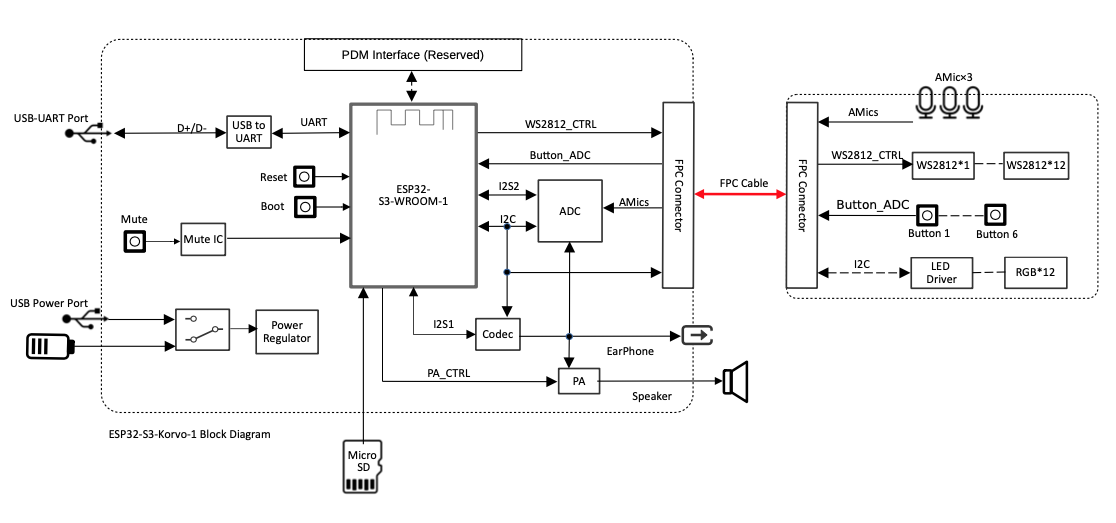 PDM Interface (Reserved)
USB-UART Port
D+/D-
USB to
UART
UART
Reset
Boot
Mute
Mute IC
USB Power Port
Power
Regulator
ESP32-
S3-WROOM-1
WS2812_CTRL
Button_ADC
I2S2
I2C
ADC
AMics
FPC Connector
I2S1
Codec
EarPhone
PA_CTRL
PA
Speaker
ESP32-S3-Korvo-1 Block Diagram
Micro
SD
FPC Cable
FPC Connector
AMic×3
AMics
WS2812_CTRL
WS2812*1
WS2812*12
Button_ADC
Button 1
Button 6
I2C
LED
Driver
RGB*12